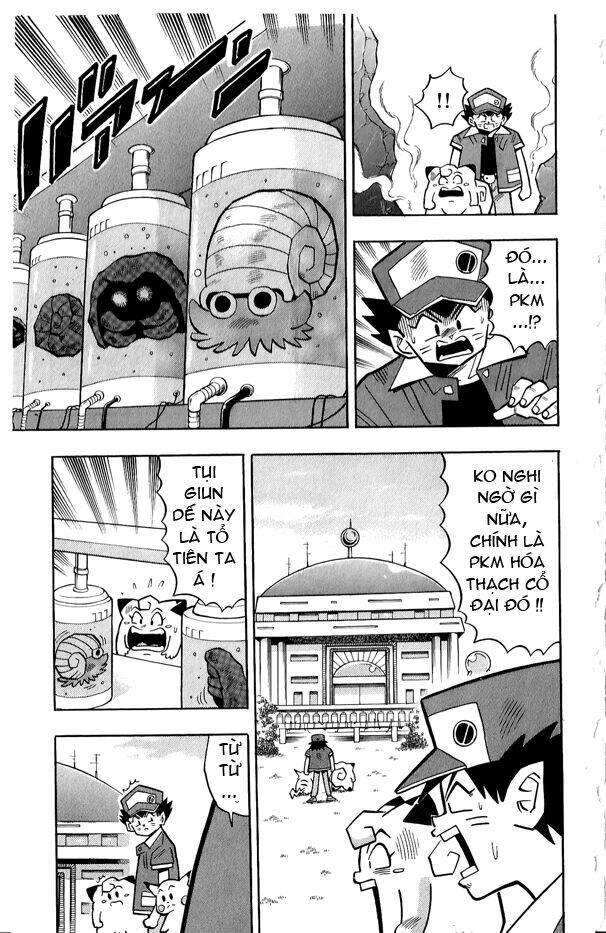 !!
ĐÓ...
LÀ...
PKM
...!?
KO NGHI
NGỜ GÌ
NỮA,
CHÍNH LÀ
PKM HÓA
THẠCH CỔ
ĐẠI ĐÓ !!
TỤI
GIUN
DẾ NÀY
LÀ TỔ
TIÊN TA
Á !
TỪ
TỪ
...